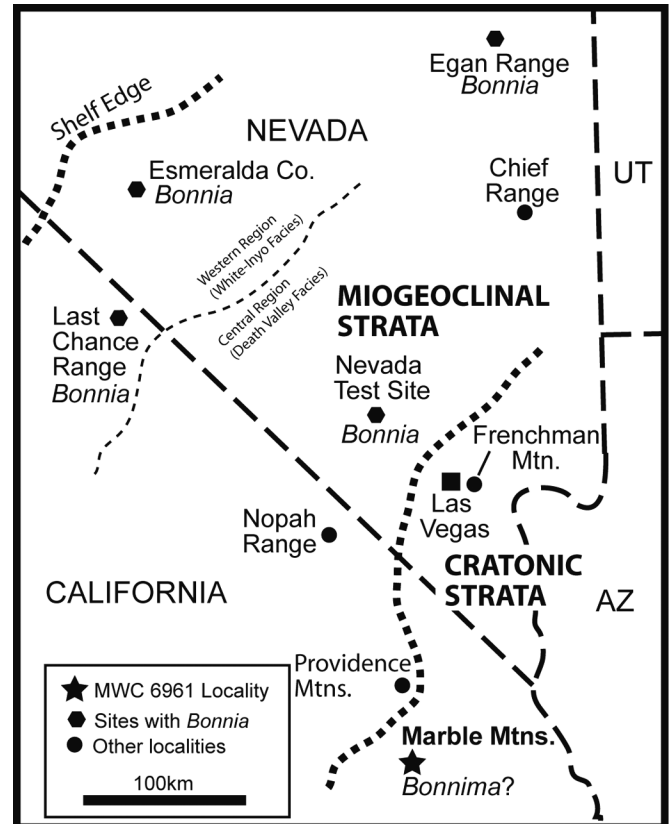 Egan Range
Bonnia
Shelf Edge
NEVADA
Esmeralda Co.
Bonnia
Chief
Range
UT
Western Region
(White-Inyo Facies)
Central Region
(Death Valley Facies)
MIOGEOCLINAL
STRATA
Last
Chance
Range
Bonnia
Nevada
Test Site
Bonnia
Frenchman
Mtn.
Las
Vegas
Nopah
Range
CRATONIC
STRATA
CALIFORNIA
AZ
Providence
Mtns.
MWC 6961 Locality
Sites with Bonnia
Other localities
100km
Marble Mtns.
Bonnima?